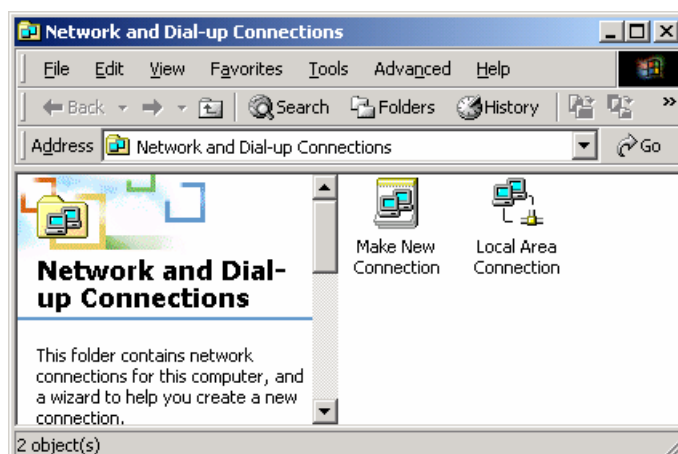 Network and Dial-up Connections
File Edit View Favorites Tools Advanced Help
Back Search Folders History »
Address Network and Dial-up Connections Go
Make New
Connection
Local Area
Connection
Network and Dial-
up Connections
This folder contains network
connections for this computer, and
a wizard to help you create a new
connection.
2 object(s)